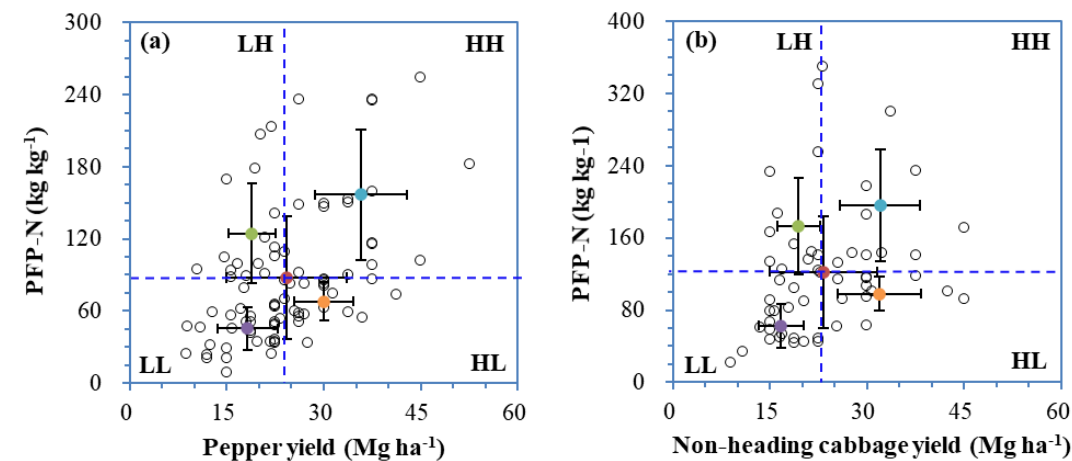 (a)
LH
HH
LL
HL
300
240
180
120
60
0
0
15
30
45
60
PFP-N (kg kg⁻¹)
Pepper yield (Mg ha⁻¹)
(b)
LH
HH
LL
HL
400
320
240
160
80
0
0
15
30
45
60
PFP-N (kg kg-1)
Non-heading cabbage yield (Mg ha⁻¹)